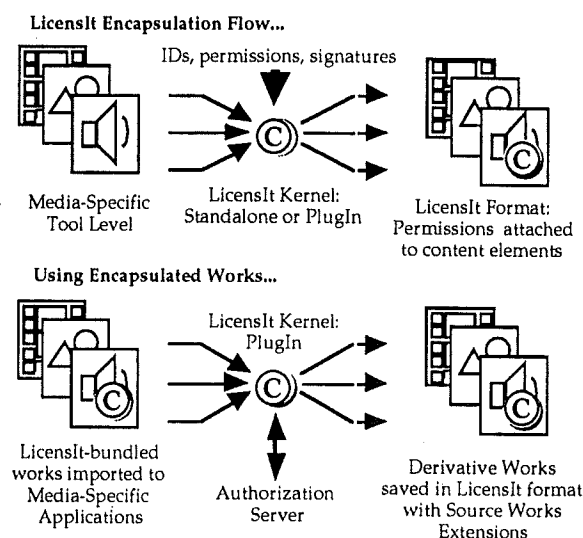 LicensIt Encapsulation Flow...
IDs, permissions, signatures
C
C
Media-Specific
Tool Level
LicensIt Kernel:
Standalone or PlugIn
LicensIt Format:
Permissions attached
to content elements
Using Encapsulated Works...
LicensIt Kernel:
PlugIn
C
C
C
LicensIt-bundled
works imported to
Media-Specific
Applications
Authorization
Server
Derivative Works
saved in LicensIt format
with Source Works
Extensions